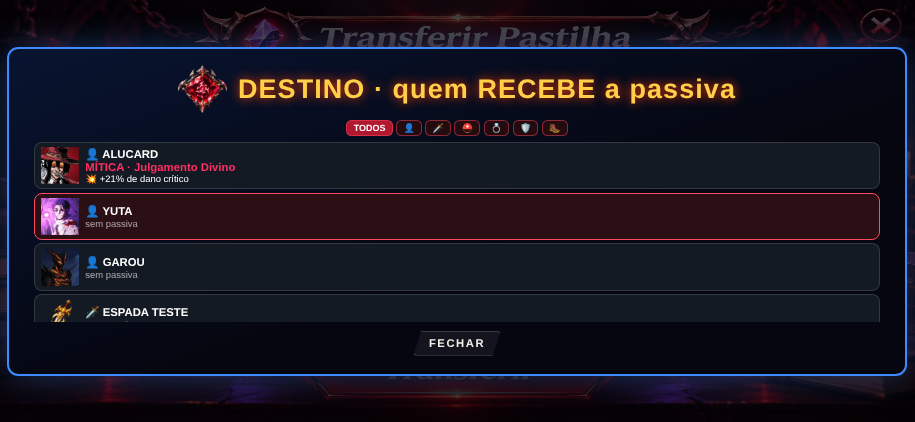 Transferir Pastilha
DESTINO · quem RECEBE a passiva
TODOS
ALUCARD
MÍTICA · Julgamento Divino
+21% de dano crítico
YUTA
sem passiva
GAROU
sem passiva
ESPADA TESTE
FECHAR
Transferir